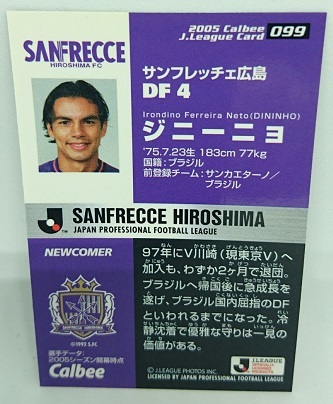 2005 Calbee
J.League Card
099
SANFRECCE
HIROSHIMA FC
サンフレッチェ広島
DF 4
Irondino Ferreira Neto(DININHO)
ジニーニョ
'75.7.23生 183cm 77kg
国籍：ブラジル
前登録チーム：サンカエターノ／
ブラジル
SANFRECCE HIROSHIMA
JAPAN PROFESSIONAL FOOTBALL LEAGUE
NEWCOMER
©1992 S.FC
選手データ：
2005シーズン開幕時点
Calbee
97年にV川崎（現東京V）へ
加入も、わずか2ヶ月で退団。
ブラジルへ帰国後に急成長を
遂げ、ブラジル国内屈指のDF
といわれるまでになった。冷
静沈着で優雅な守りは一見の
価値がある。
© J.LEAGUE PHOTOS INC.
LICENSED BY JAPAN PROFESSIONAL FOOTBALL LEAGUE
J.LEAGUE
OFFICIALLY
LICENSED
PRODUCTS